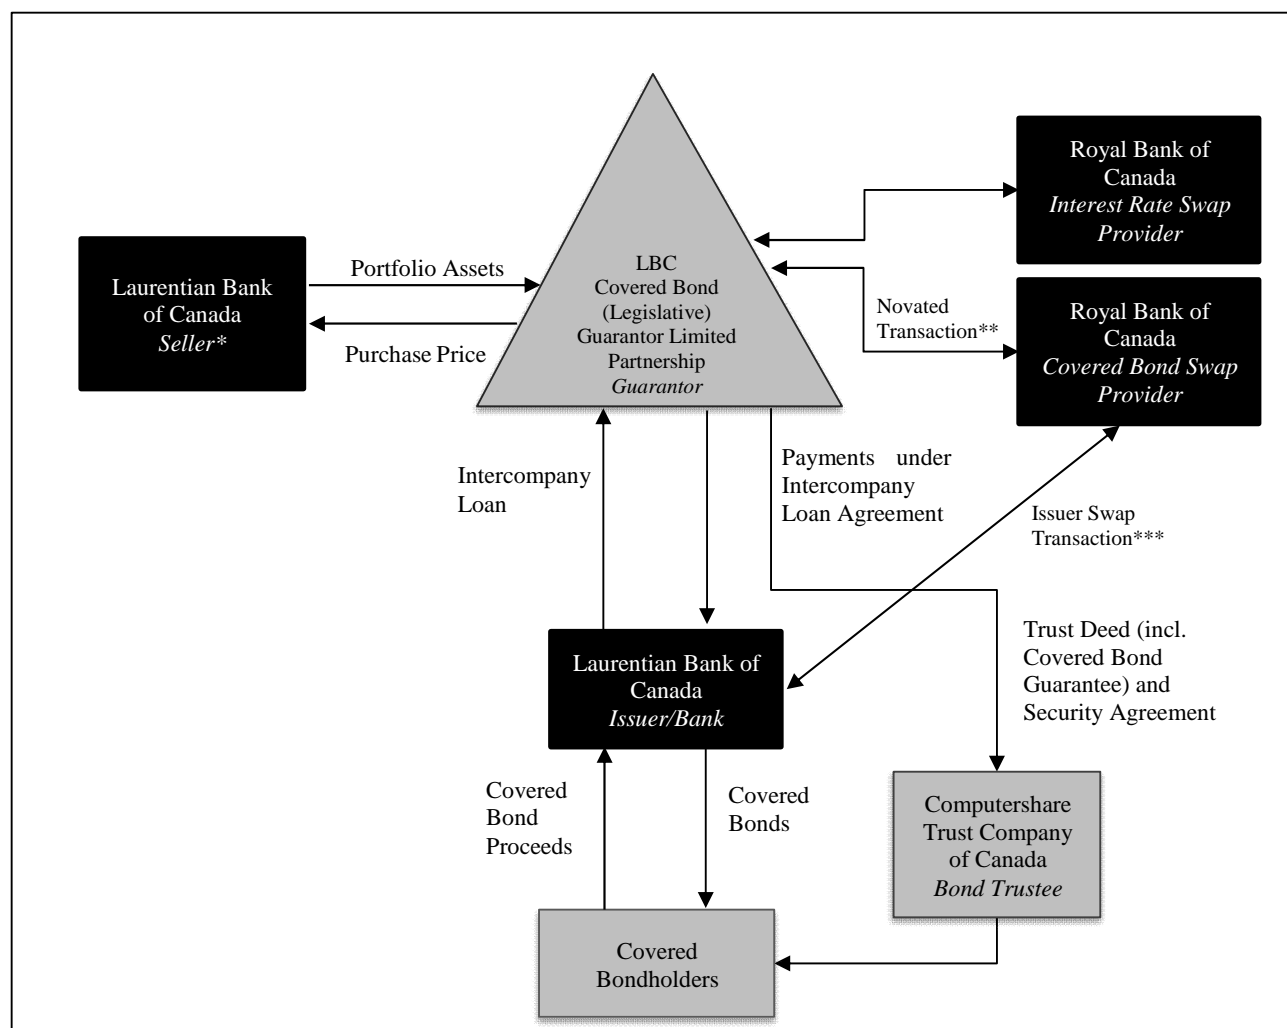 Royal Bank of
Canada
Interest Rate Swap
Provider
Laurentian Bank
of Canada
Seller*
Portfolio Assets
Purchase Price
LBC
Covered Bond
(Legislative)
Guarantor Limited
Partnership
Guarantor
Novated
Transaction**
Royal Bank of
Canada
Covered Bond Swap
Provider
Intercompany
Loan
Payments under
Intercompany
Loan Agreement
Issuer Swap
Transaction***
Laurentian Bank of
Canada
Issuer/Bank
Trust Deed (incl.
Covered Bond
Guarantee) and
Security Agreement
Covered
Bond
Proceeds
Covered
Bonds
Computershare
Trust Company
of Canada
Bond Trustee
Covered
Bondholders